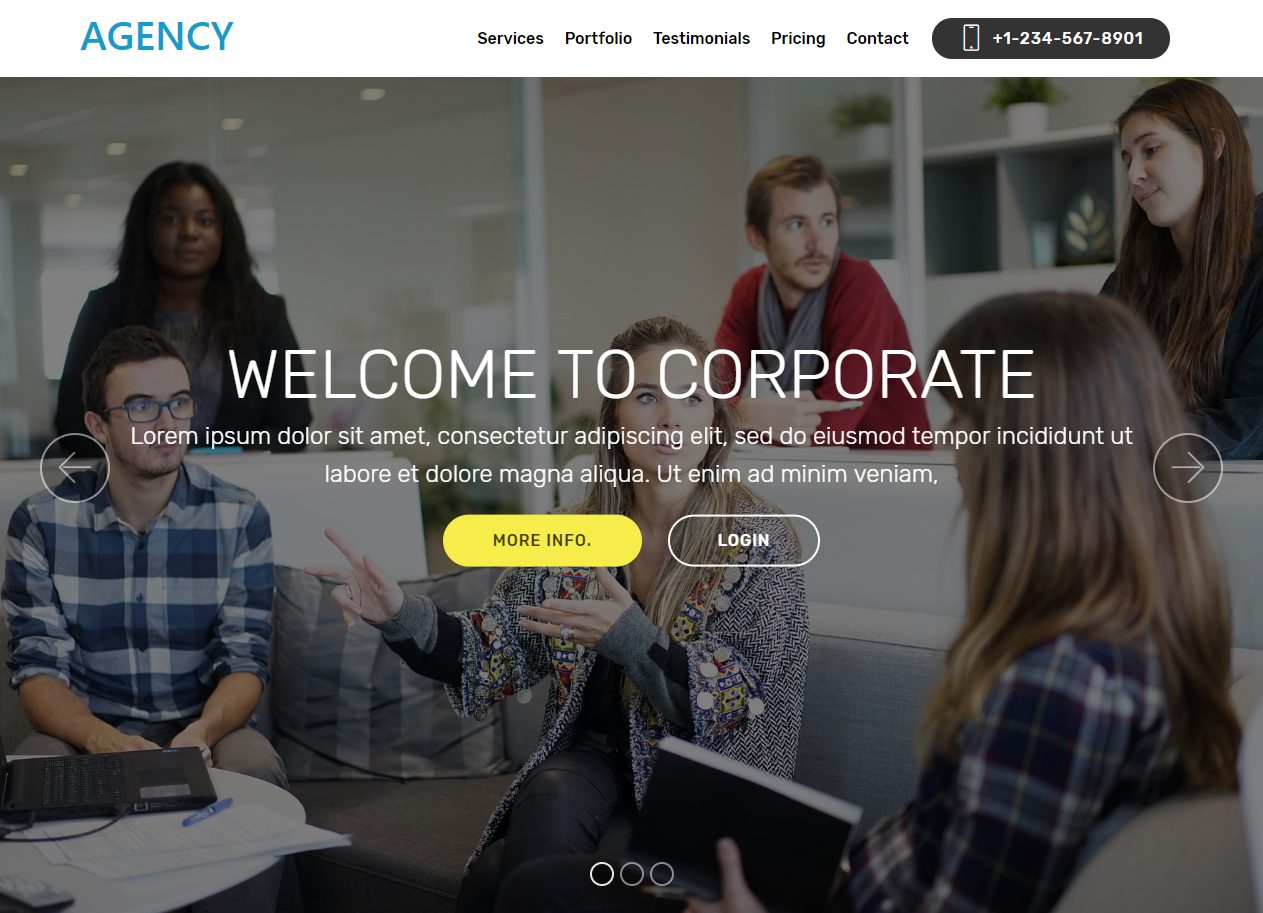 AGENCY
Services Portfolio Testimonials Pricing Contact +1-234-567-8901
WELCOME TO CORPORATE
Lorem ipsum dolor sit amet, consectetur adipiscing elit, sed do eiusmod tempor incididunt ut
labore et dolore magna aliqua. Ut enim ad minim veniam,
MORE INFO. LOGIN